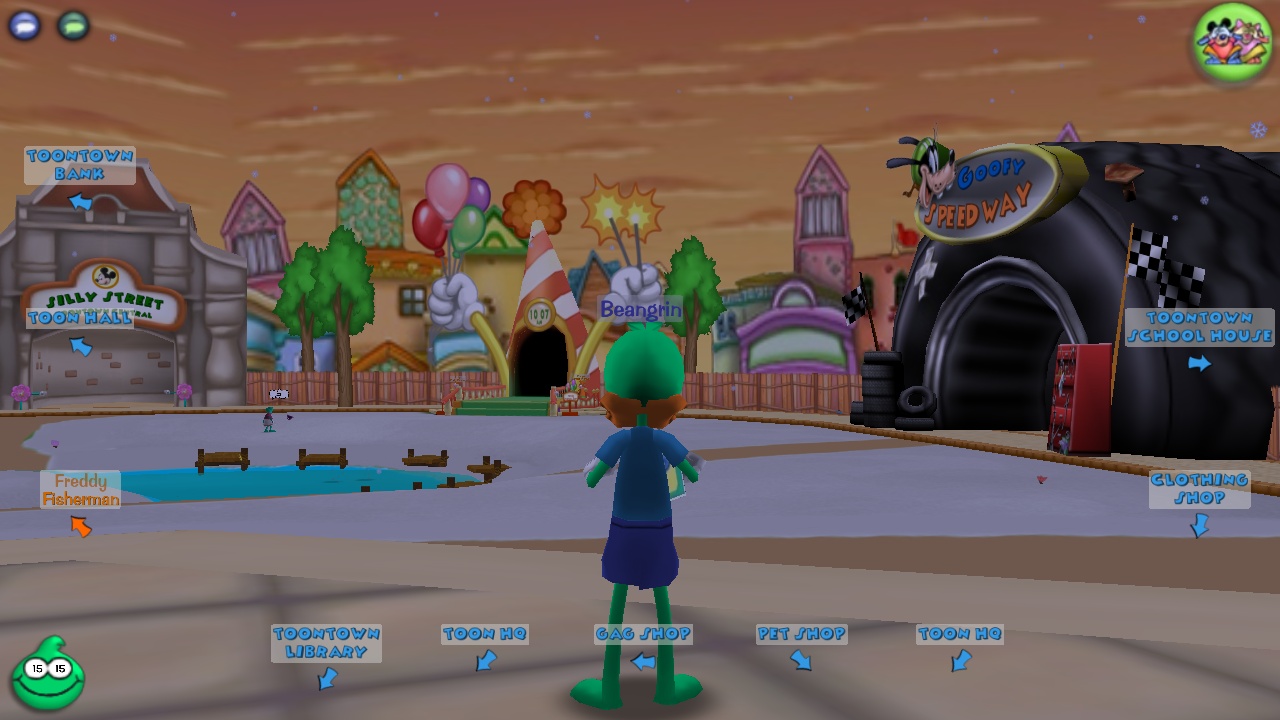 TOONTOWN
BANK
GOOFY
SPEEDWAY
SILLY STREET
TOON HALL
10 07
Beangrin
TOONTOWN
SCHOOL HOUSE
Freddy
Fisherman
CLOTHING
SHOP
TOONTOWN
LIBRARY
TOON HQ
GAG SHOP
PET SHOP
TOON HQ
15 15